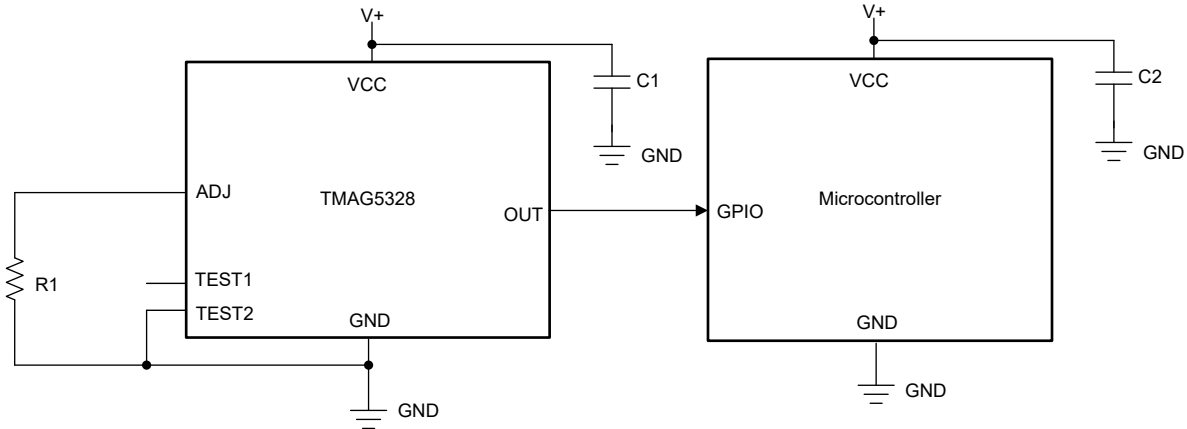 V+
VCC
C1
GND
ADJ
TMAG5328
OUT
R1
TEST1
TEST2
GND
GND
V+
VCC
C2
GND
GPIO
Microcontroller
GND
GND